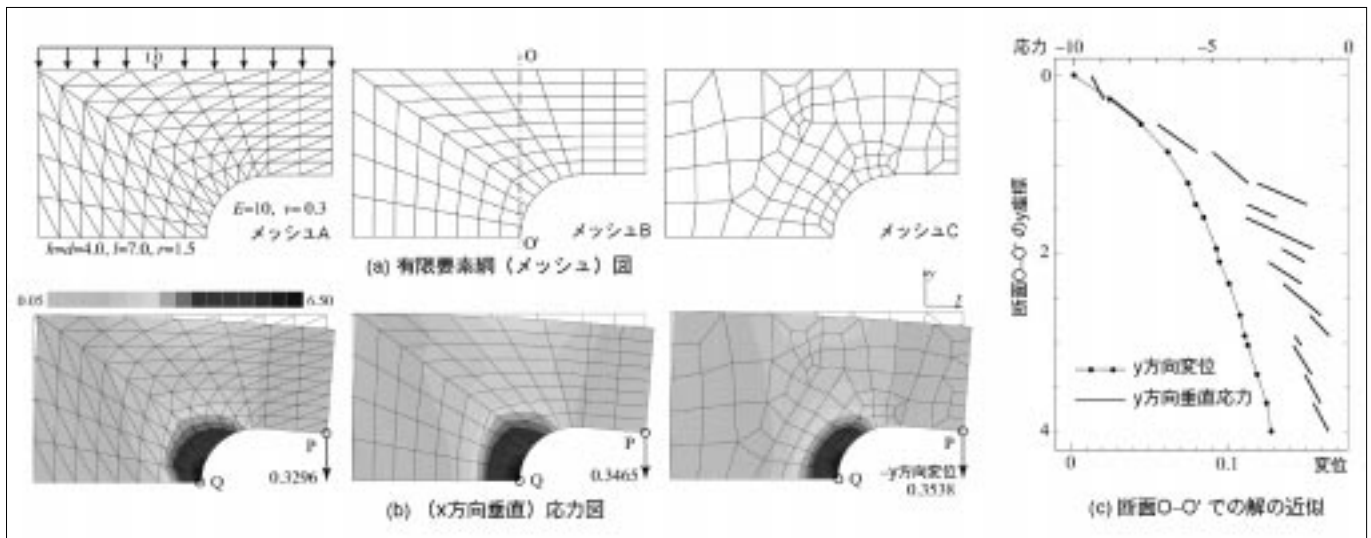 1.0
E=10, ν=0.3
メッシュA
h=d=4.0, l=7.0, r=1.5
O
O'
メッシュB
メッシュC
(a) 有限要素網（メッシュ）図
0.05
6.50
P
Q
0.3296
P
Q
0.3465
y
P
Q
−y方向変位
0.3538
(b) （x方向垂直）応力図
応力
−10
−5
0
断面O–O' のy座標
0
2
4
y方向変位
y方向垂直応力
0
0.1
変位
(c) 断面O–O' での解の近似